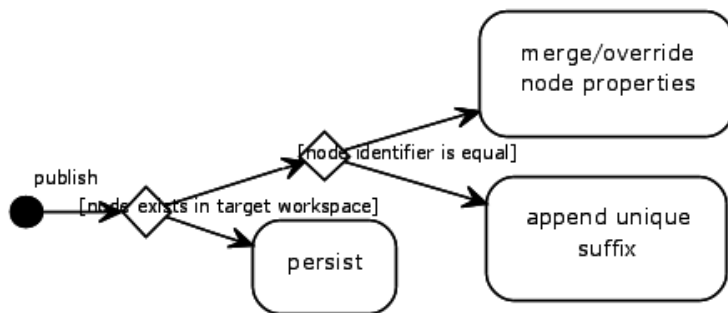 publish
[node exists in target workspace]
persist
[node identifier is equal]
merge/override
node properties
append unique
suffix